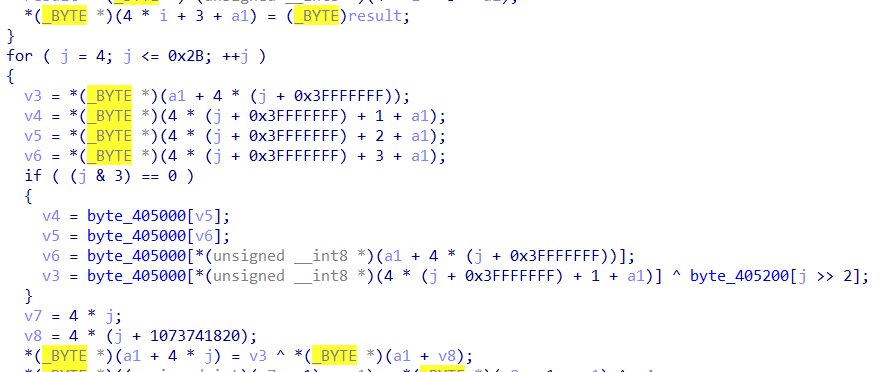 *(_BYTE *)(4 * i + 3 + a1) = (_BYTE)result;
}
for ( j = 4; j <= 0x2B; ++j )
{
v3 = *(_BYTE *)(a1 + 4 * (j + 0x3FFFFFFF));
v4 = *(_BYTE *)(4 * (j + 0x3FFFFFFF) + 1 + a1);
v5 = *(_BYTE *)(4 * (j + 0x3FFFFFFF) + 2 + a1);
v6 = *(_BYTE *)(4 * (j + 0x3FFFFFFF) + 3 + a1);
if ( (j & 3) == 0 )
{
v4 = byte_405000[v5];
v5 = byte_405000[v6];
v6 = byte_405000[*(unsigned __int8 *)(a1 + 4 * (j + 0x3FFFFFFF))];
v3 = byte_405000[*(unsigned __int8 *)(4 * (j + 0x3FFFFFFF) + 1 + a1)] ^ byte_405200[j >> 2];
}
v7 = 4 * j;
v8 = 4 * (j + 1073741820);
*(_BYTE *)(a1 + 4 * j) = v3 ^ *(_BYTE *)(a1 + v8);